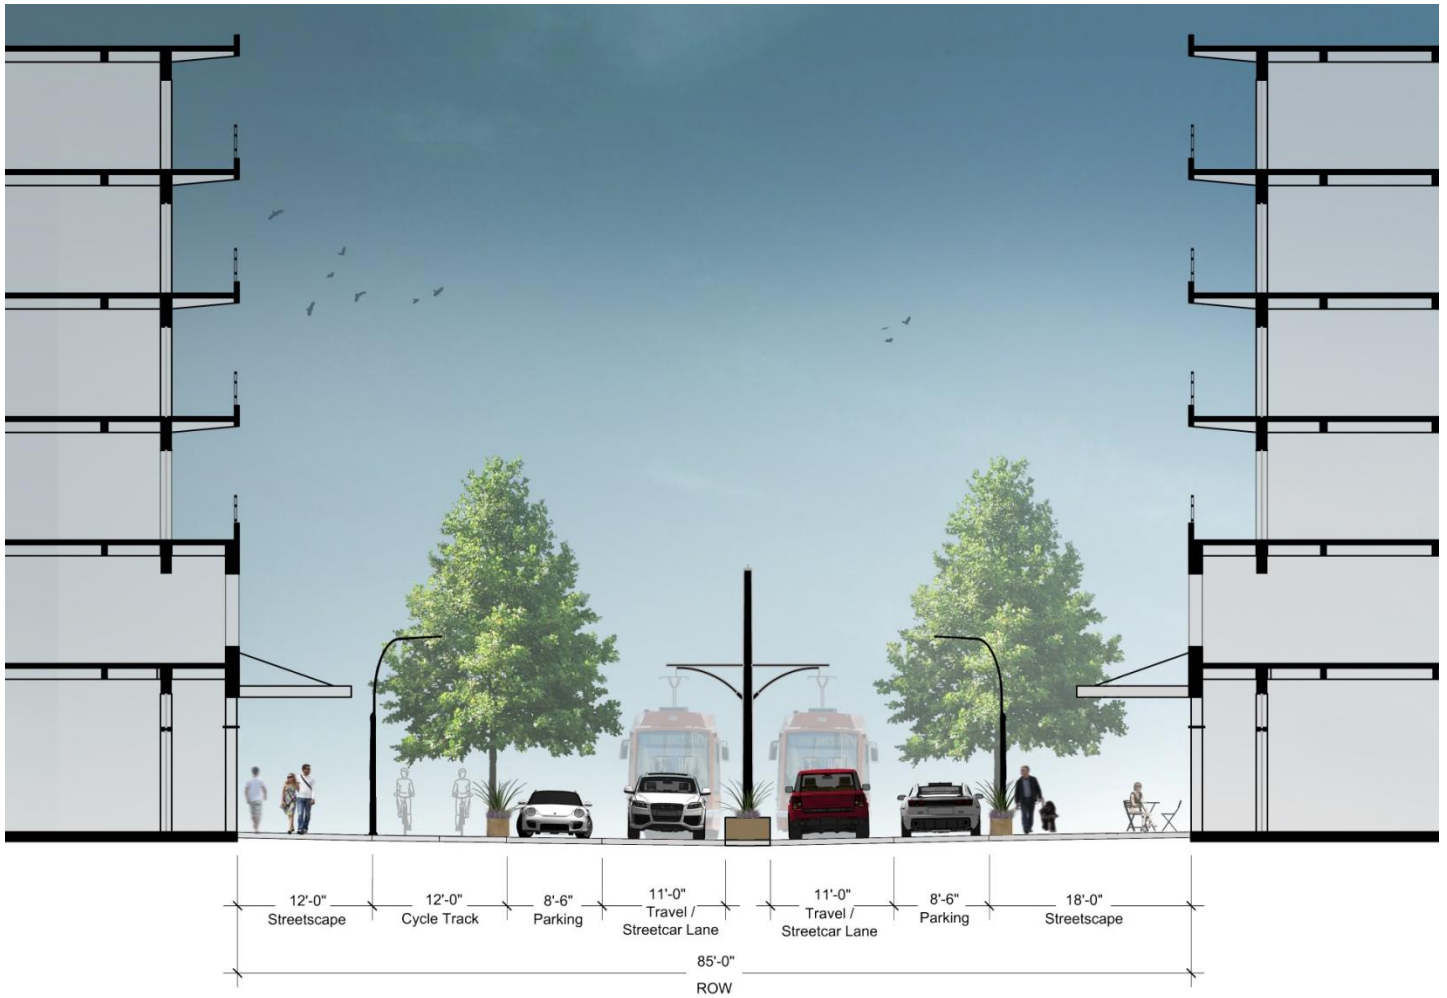 12'-0"
Streetscape
12'-0"
Cycle Track
8'-6"
Parking
11'-0"
Travel /
Streetcar Lane
11'-0"
Travel /
Streetcar Lane
8'-6"
Parking
18'-0"
Streetscape
85'-0"
ROW